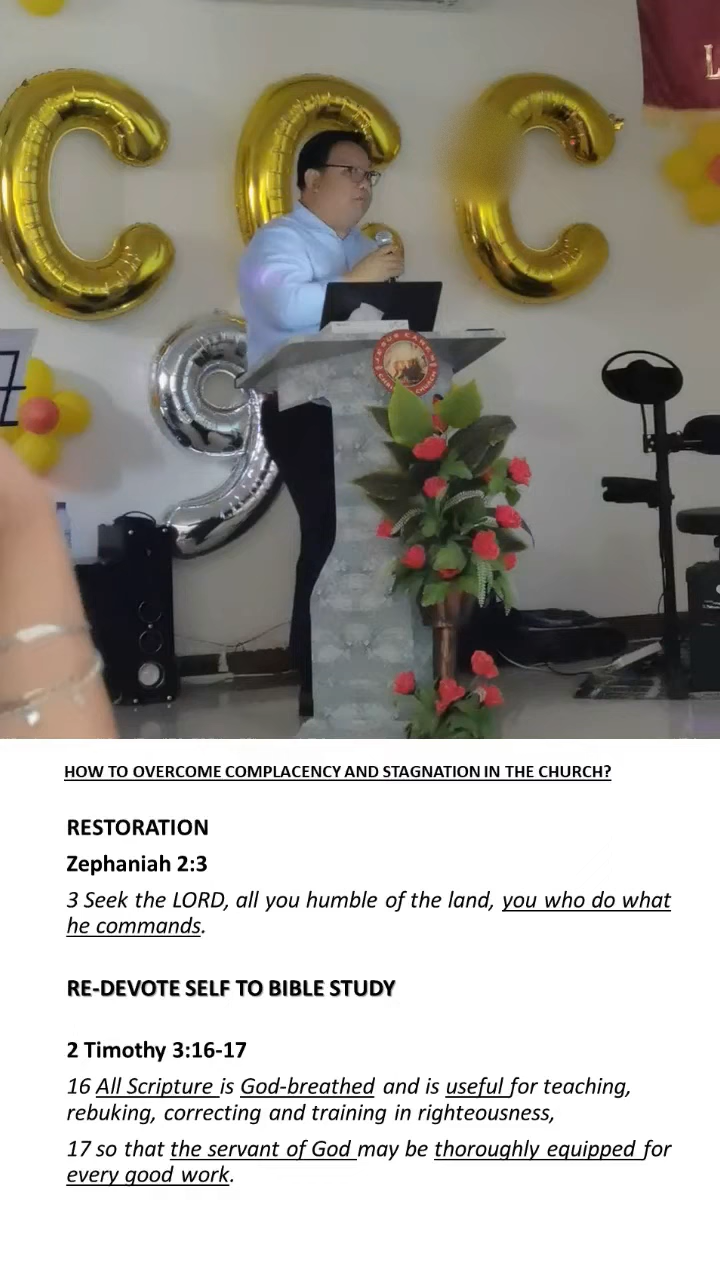 C C C
9
L
7
HOW TO OVERCOME COMPLACENCY AND STAGNATION IN THE CHURCH?
RESTORATION
Zephaniah 2:3
3 Seek the LORD, all you humble of the land, you who do what
he commands.
RE-DEVOTE SELF TO BIBLE STUDY
2 Timothy 3:16-17
16 All Scripture is God-breathed and is useful for teaching,
rebuking, correcting and training in righteousness,
17 so that the servant of God may be thoroughly equipped for
every good work.